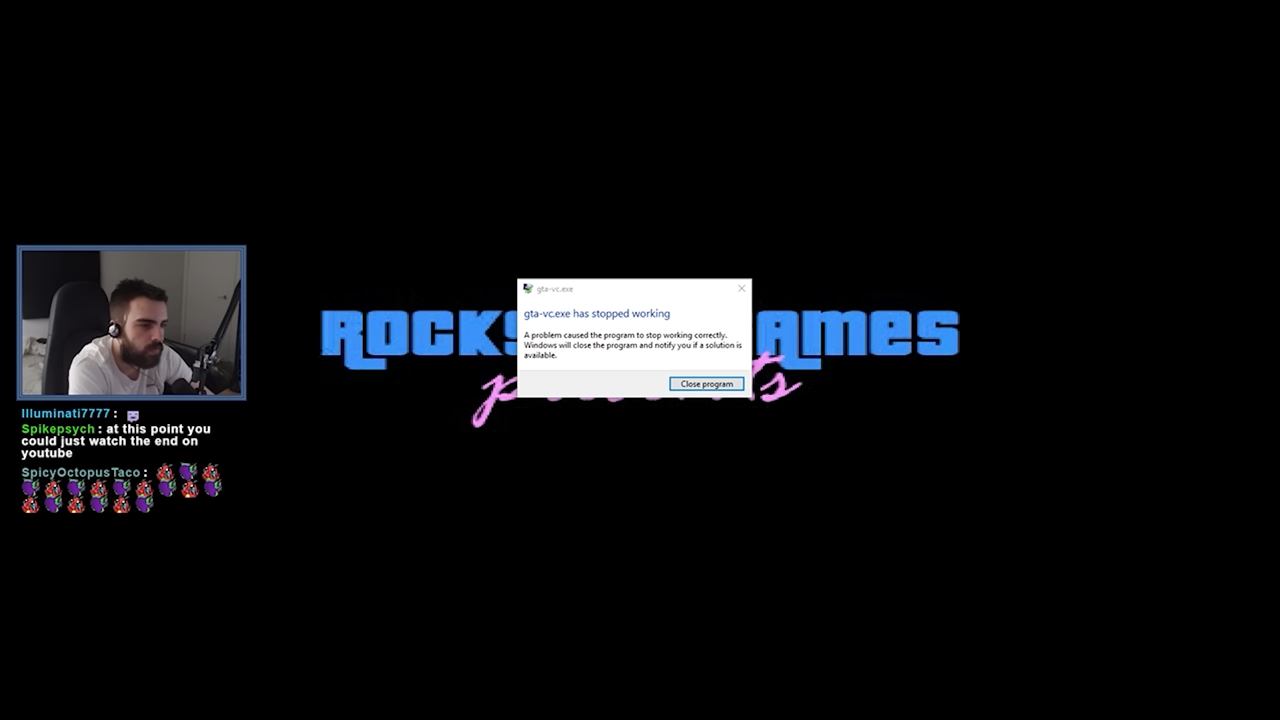 gta-vc.exe
gta-vc.exe has stopped working
A problem caused the program to stop working correctly.
Windows will close the program and notify you if a solution is
available.
Close program
Illuminati7777 :
Spikepsych : at this point you
could just watch the end on
youtube
SpicyOctopusTaco :